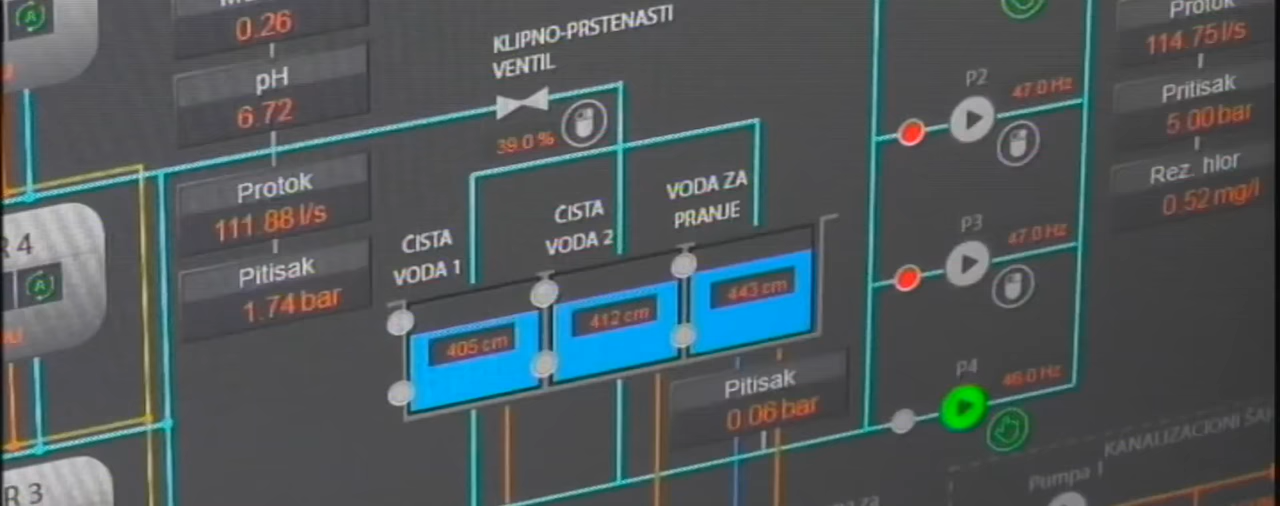 A
0.26
pH
6.72
Protok
111.88 l/s
Pitisak
1.74 bar
R 4
A
R 3
KLIPNO-PRSTENASTI
VENTIL
39.0 %
ČISTA
VODA 1
ČISTA
VODA 2
VODA ZA
PRANJE
405 cm
412 cm
443 cm
Pitisak
0.06 bar
P2
47.0 Hz
P3
47.0 Hz
P4
46.0 Hz
Protok
114.75 l/s
Pritisak
5.00 bar
Rez. hlor
0.52 mg/l
KANALIZACIONI
Pumpa 1
za